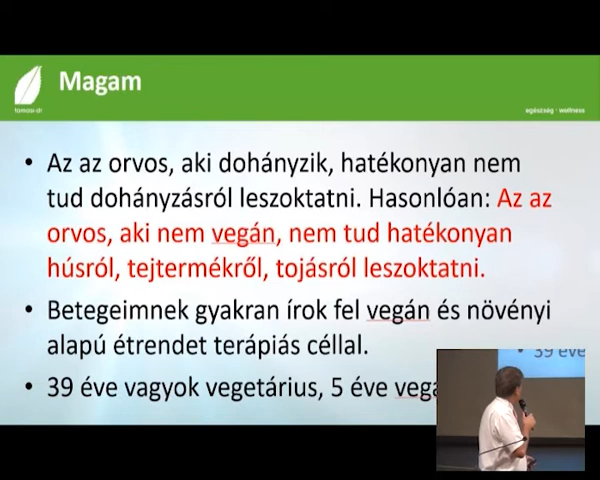 Magam
tamasi·dr
egészség · wellness
• Az az orvos, aki dohányzik, hatékonyan nem
tud dohányzásról leszoktatni. Hasonlóan: Az az
orvos, aki nem vegán, nem tud hatékonyan
húsról, tejtermékről, tojásról leszoktatni.
• Betegeimnek gyakran írok fel vegán és növényi
alapú étrendet terápiás céllal.
• 39 éve vagyok vegetárius, 5 éve
• 39 éve